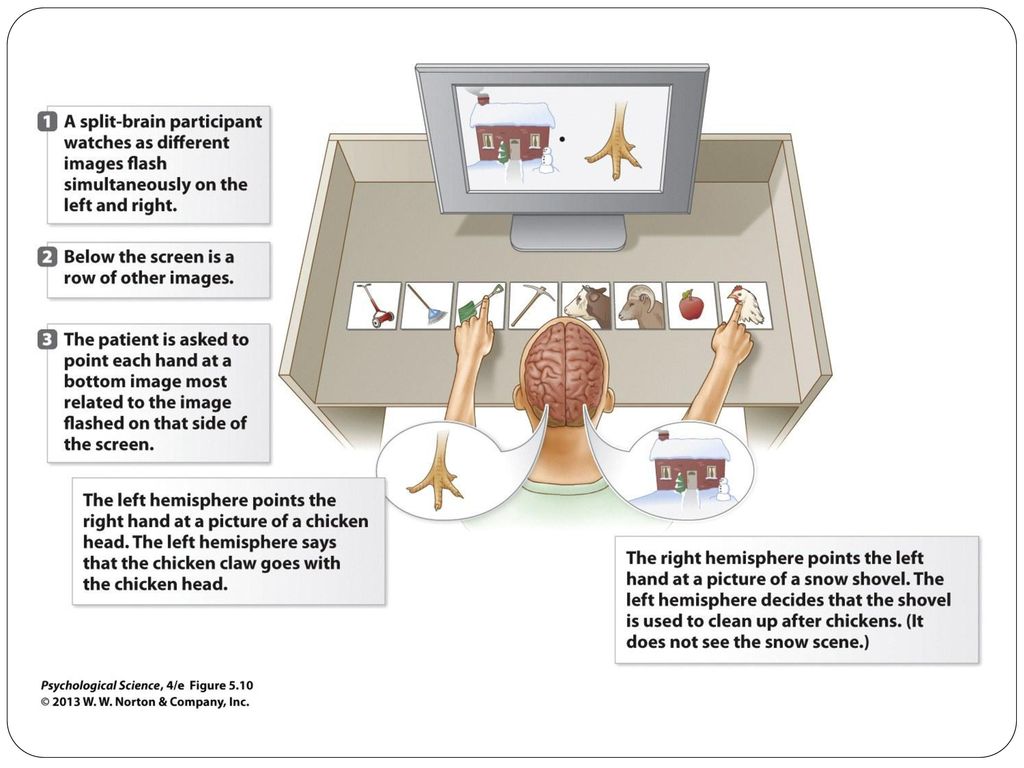 1 A split-brain participant
watches as different
images flash
simultaneously on the
left and right.
2 Below the screen is a
row of other images.
3 The patient is asked to
point each hand at a
bottom image most
related to the image
flashed on that side of
the screen.
The left hemisphere points the
right hand at a picture of a chicken
head. The left hemisphere says
that the chicken claw goes with
the chicken head.
The right hemisphere points the left
hand at a picture of a snow shovel. The
left hemisphere decides that the shovel
is used to clean up after chickens. (It
does not see the snow scene.)
Psychological Science, 4/e Figure 5.10
© 2013 W. W. Norton & Company, Inc.